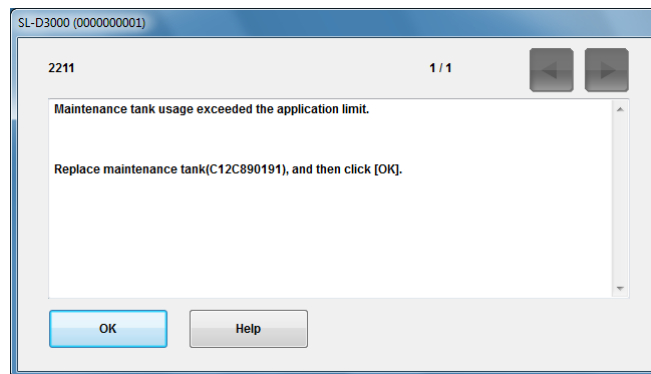 SL-D3000 (0000000001)
2211 1 / 1
Maintenance tank usage exceeded the application limit.
Replace maintenance tank(C12C890191), and then click [OK].
OK Help